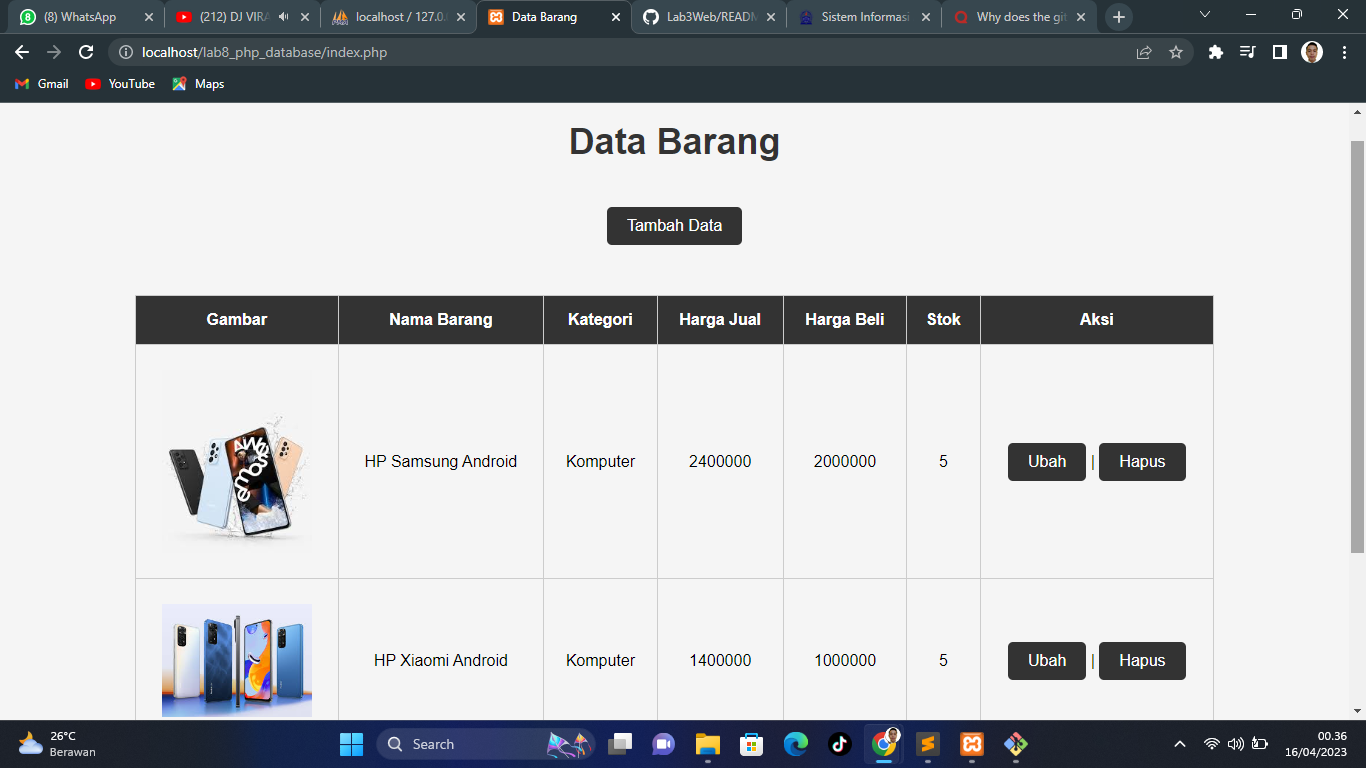 (8) WhatsApp
(212) DJ VIRA
localhost / 127.0.
Data Barang
Lab3Web/READM
Sistem Informasi
Why does the git
localhost/lab8_php_database/index.php
Gmail
YouTube
Maps
Data Barang
Tambah Data
Gambar Nama Barang Kategori Harga Jual Harga Beli Stok Aksi
HP Samsung Android Komputer 2400000 2000000 5 Ubah | Hapus
HP Xiaomi Android Komputer 1400000 1000000 5 Ubah | Hapus
26°C
Berawan
Search
00.36
16/04/2023